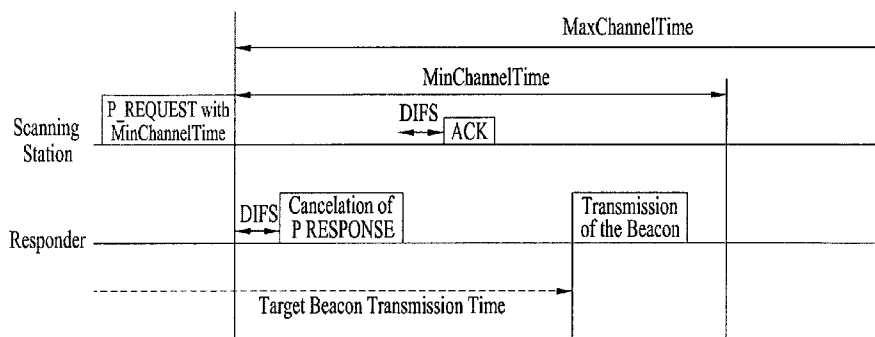 MaxChannelTime
MinChannelTime
P_REQUEST with
MinChannelTime
DIFS
ACK
Scanning
Station
DIFS
Cancelation of
P RESPONSE
Transmission
of the Beacon
Responder
Target Beacon Transmission Time